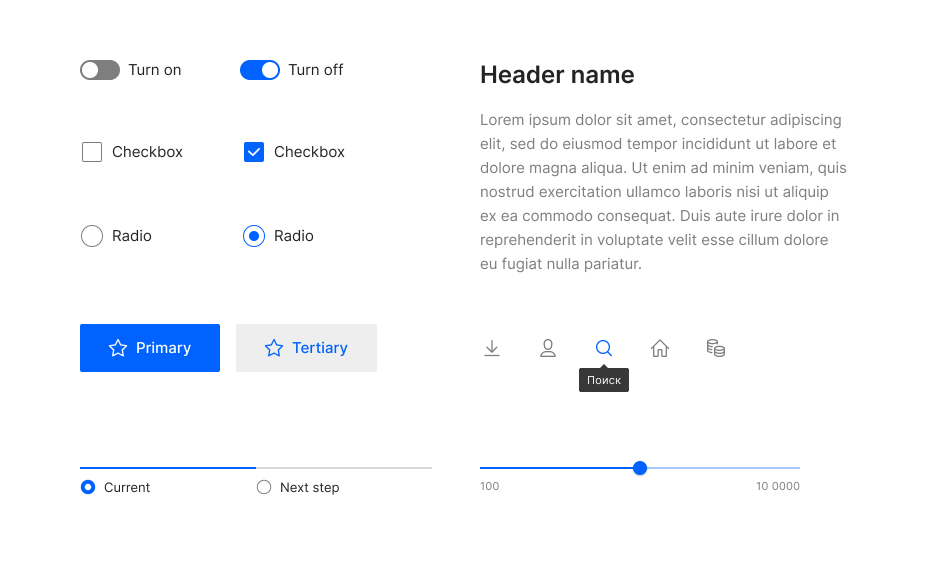 Turn on
Turn off
Header name
Lorem ipsum dolor sit amet, consectetur adipiscing
elit, sed do eiusmod tempor incididunt ut labore et
dolore magna aliqua. Ut enim ad minim veniam, quis
nostrud exercitation ullamco laboris nisi ut aliquip
ex ea commodo consequat. Duis aute irure dolor in
reprehenderit in voluptate velit esse cillum dolore
eu fugiat nulla pariatur.
Checkbox
Checkbox
Radio
Radio
Primary
Tertiary
Поиск
Current
Next step
100
10 0000